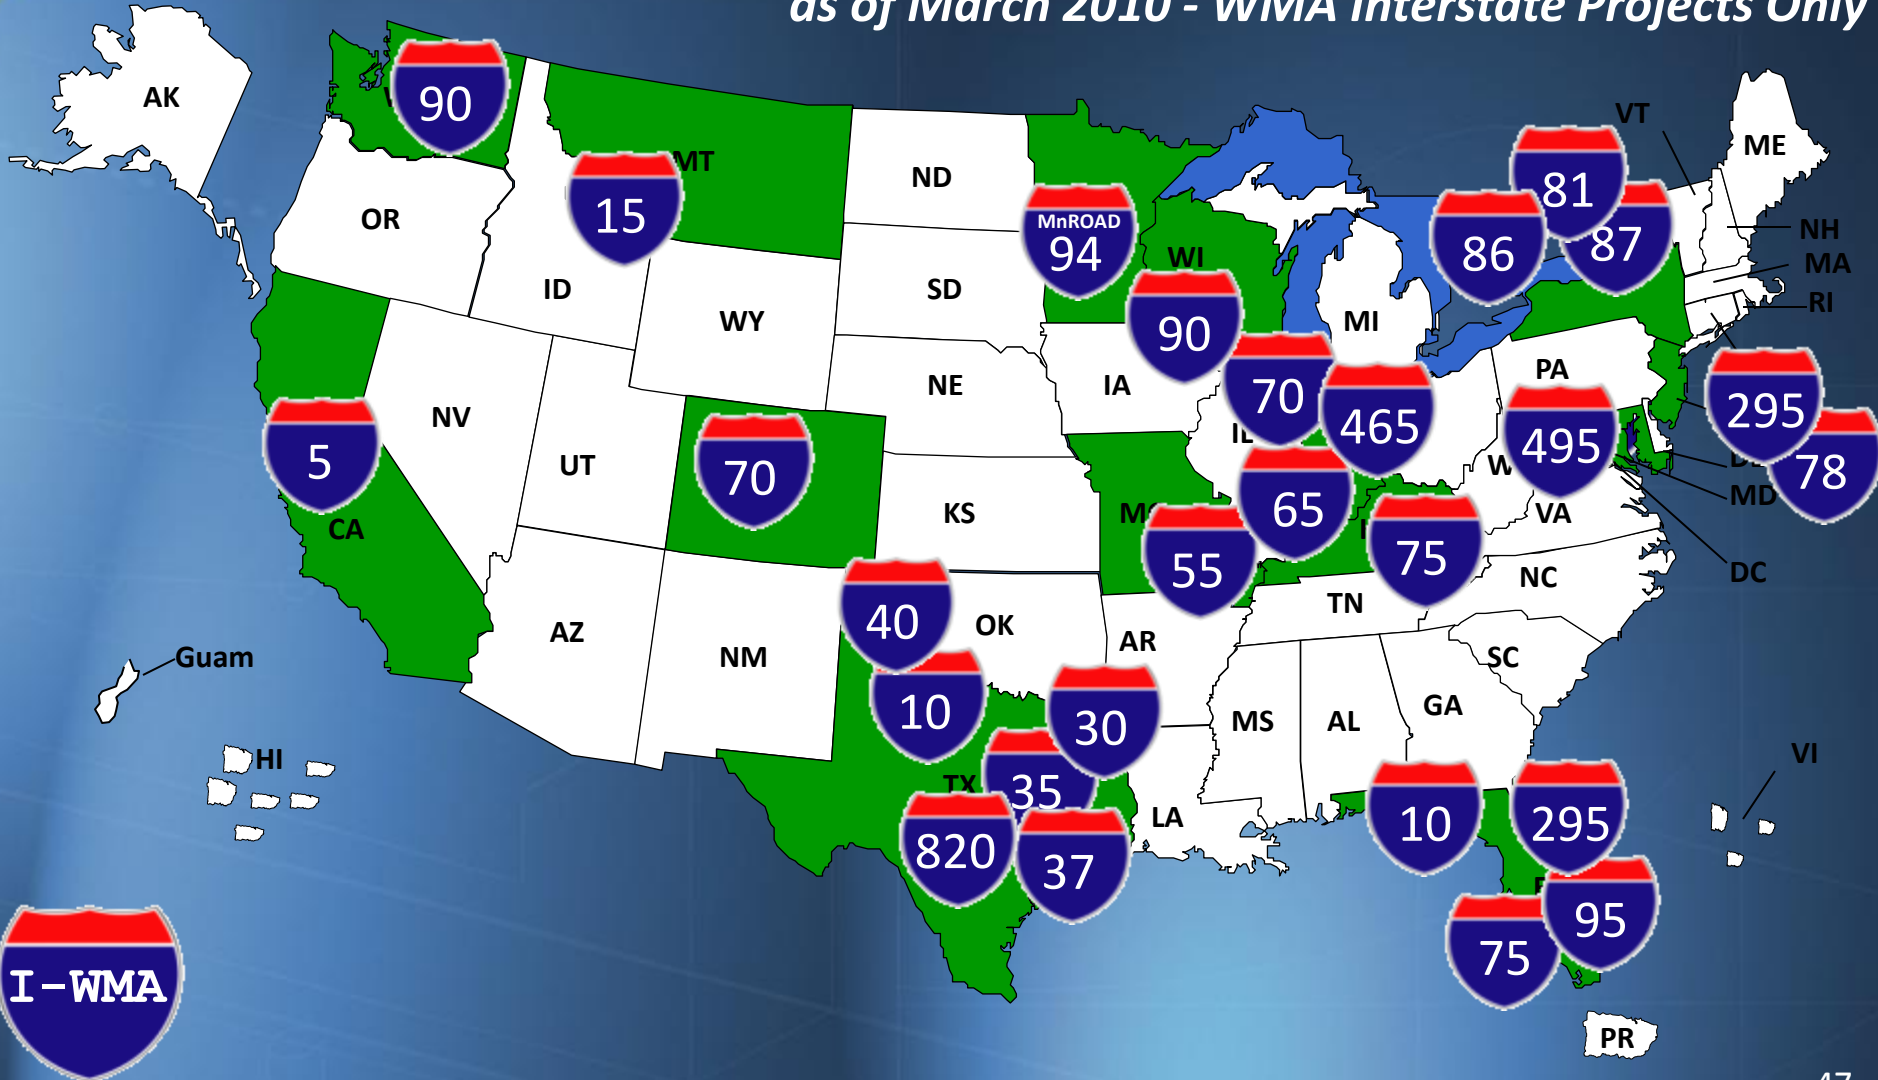 as of March 2010 - WMA Interstate Projects Only
AK
90
MT
15
OR
ID
ND
SD
WY
NE
MnROAD
94
WI
90
MI
IA
VT
ME
81
86
87
NH
MA
RI
PA
295
78
70
465
495
MD
DC
VA
65
75
55
NV
UT
70
KS
5
CA
AZ
NM
40
OK
AR
TN
NC
SC
10
30
MS
AL
GA
TX
35
LA
820
37
10
295
95
75
Guam
HI
VI
I-WMA
PR